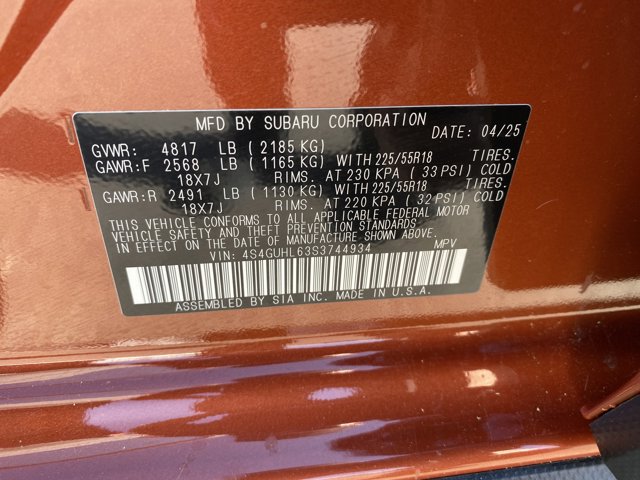 MFD BY SUBARU CORPORATION
DATE: 04/25
GVWR: 4817 LB (2185 KG)
GAWR:F 2568 LB (1165 KG) WITH 225/55R18 TIRES.
18X7J RIMS. AT 230 KPA (33 PSI) COLD
GAWR:R 2491 LB (1130 KG) WITH 225/55R18 TIRES.
18X7J RIMS. AT 220 KPA (32 PSI) COLD
THIS VEHICLE CONFORMS TO ALL APPLICABLE FEDERAL MOTOR
VEHICLE SAFETY AND THEFT PREVENTION STANDARDS IN EFFECT
ON THE DATE OF MANUFACTURE SHOWN ABOVE.
VIN: 4S4GUHL63S3744934 MPV
ASSEMBLED BY SIA INC. MADE IN U.S.A.